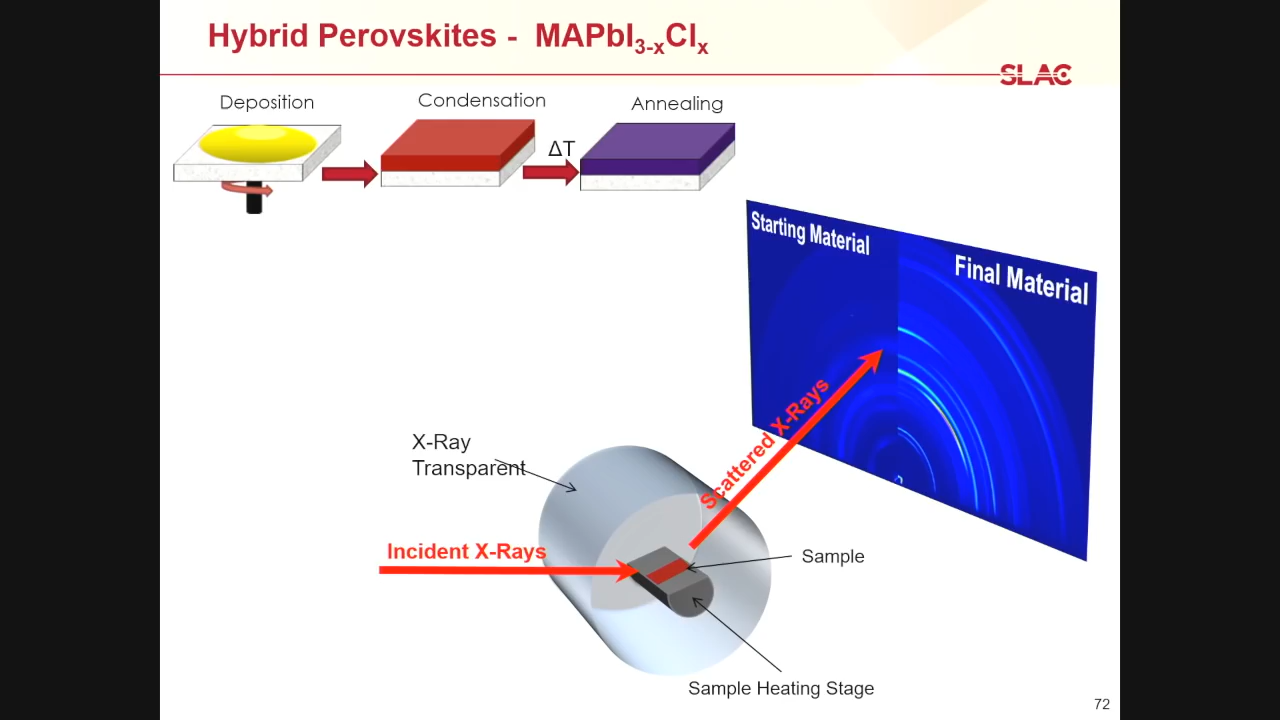 Hybrid Perovskites - MAPbI3-xClx
SLAC
Deposition
Condensation
Annealing
ΔT
Starting Material
Final Material
Scattered X-Rays
X-Ray
Transparent
Incident X-Rays
Sample
Sample Heating Stage
72